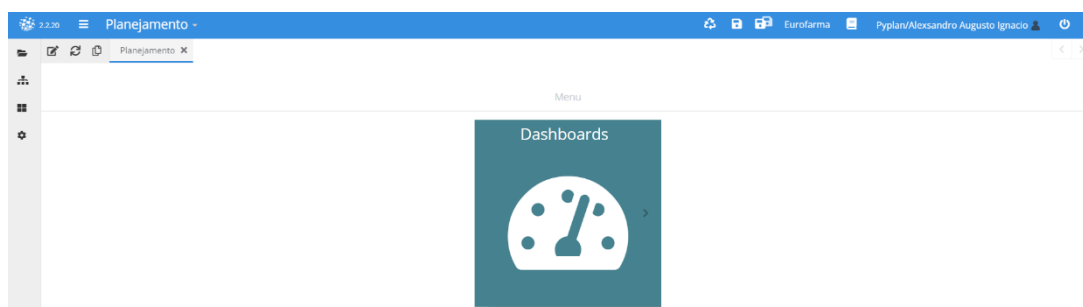 2.2.20 Planejamento Eurofarma Pyplan/Alexsandro Augusto Ignacio
Planejamento
Menu
Dashboards